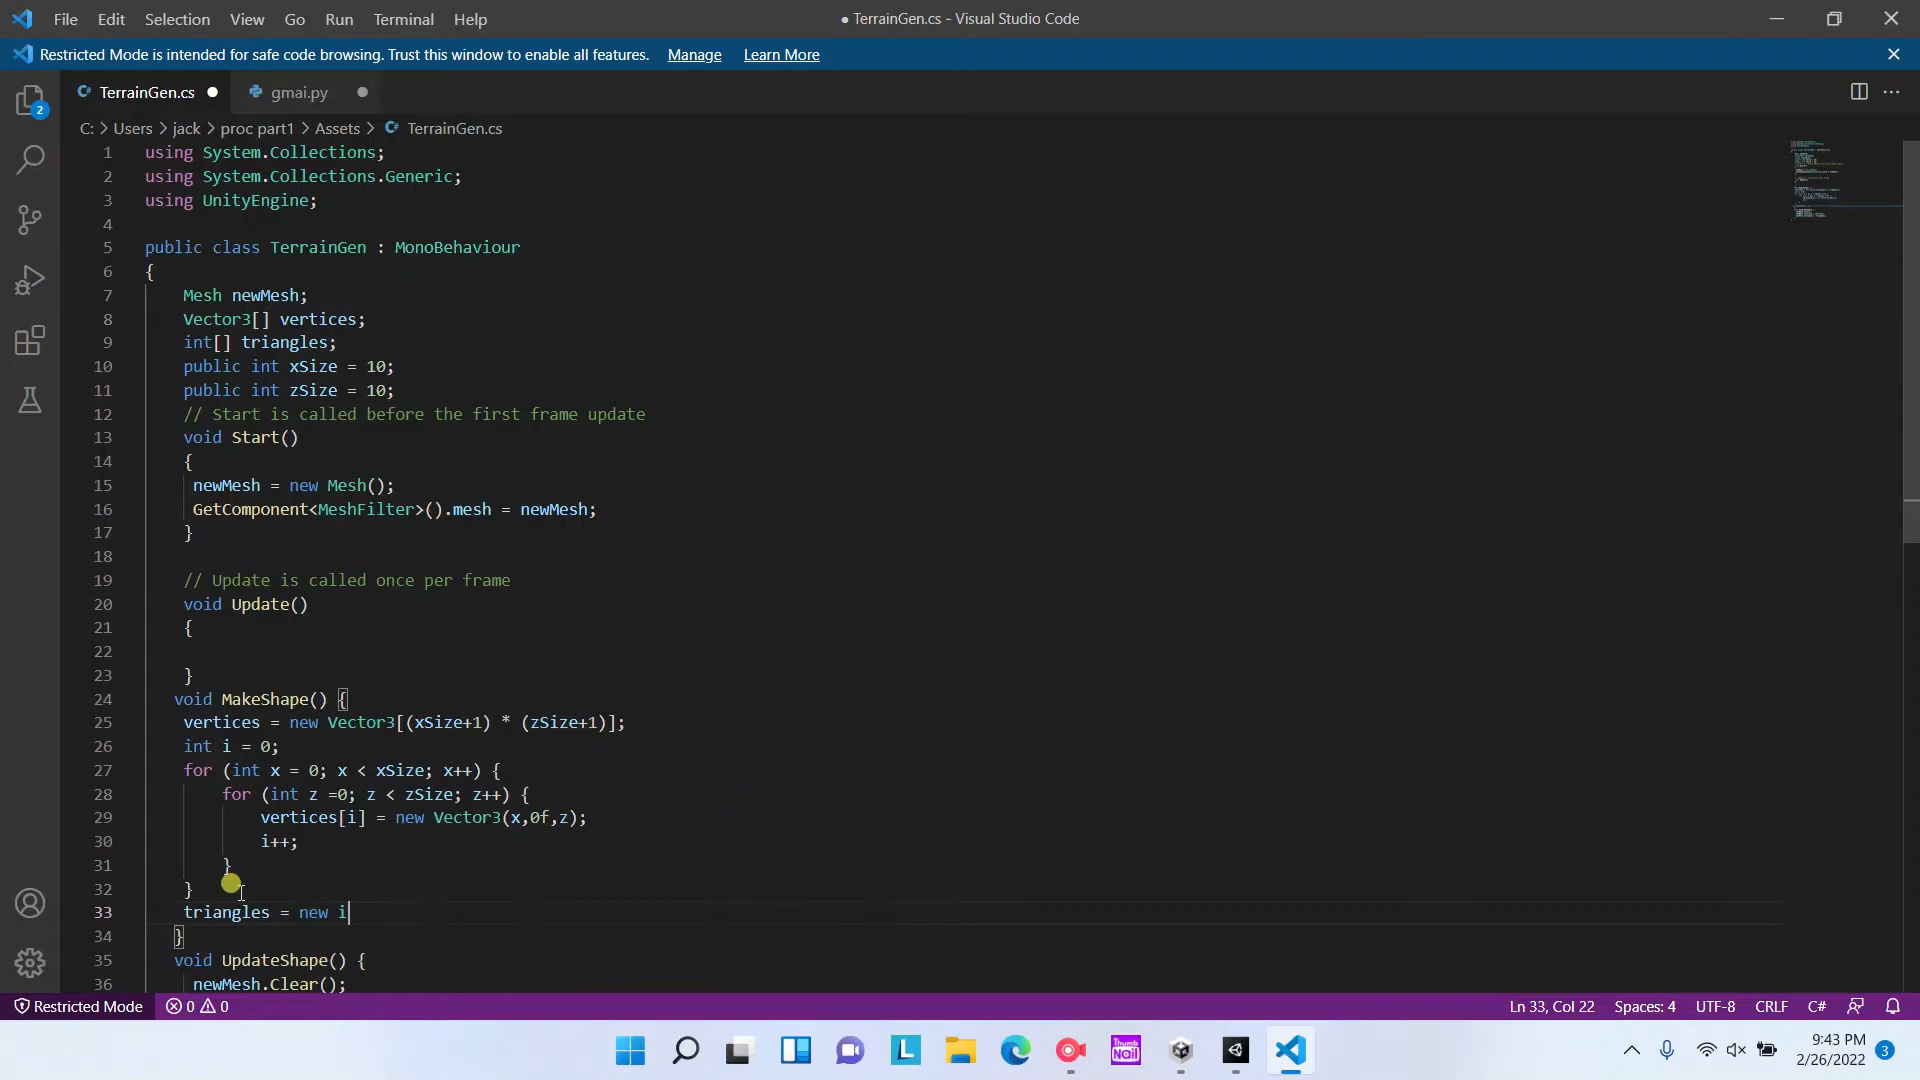 File Edit Selection View Go Run Terminal Help
● TerrainGen.cs - Visual Studio Code
Restricted Mode is intended for safe code browsing. Trust this window to enable all features. Manage Learn More
TerrainGen.cs
gmai.py
2
C: > Users > jack > proc part1 > Assets > TerrainGen.cs
1 using System.Collections;
2 using System.Collections.Generic;
3 using UnityEngine;
4
5 public class TerrainGen : MonoBehaviour
6 {
7 Mesh newMesh;
8 Vector3[] vertices;
9 int[] triangles;
10 public int xSize = 10;
11 public int zSize = 10;
12 // Start is called before the first frame update
13 void Start()
14 {
15 newMesh = new Mesh();
16 GetComponent<MeshFilter>().mesh = newMesh;
17 }
18
19 // Update is called once per frame
20 void Update()
21 {
22
23 }
24 void MakeShape() {
25 vertices = new Vector3[(xSize+1) * (zSize+1)];
26 int i = 0;
27 for (int x = 0; x < xSize; x++) {
28 for (int z =0; z < zSize; z++) {
29 vertices[i] = new Vector3(x,0f,z);
30 i++;
31 }
32 }
33 triangles = new i
34 }
35 void UpdateShape() {
36 newMesh.Clear();
Restricted Mode 0 0 Ln 33, Col 22 Spaces: 4 UTF-8 CRLF C#
L
Thumb
Nail
9:43 PM
2/26/2022
3